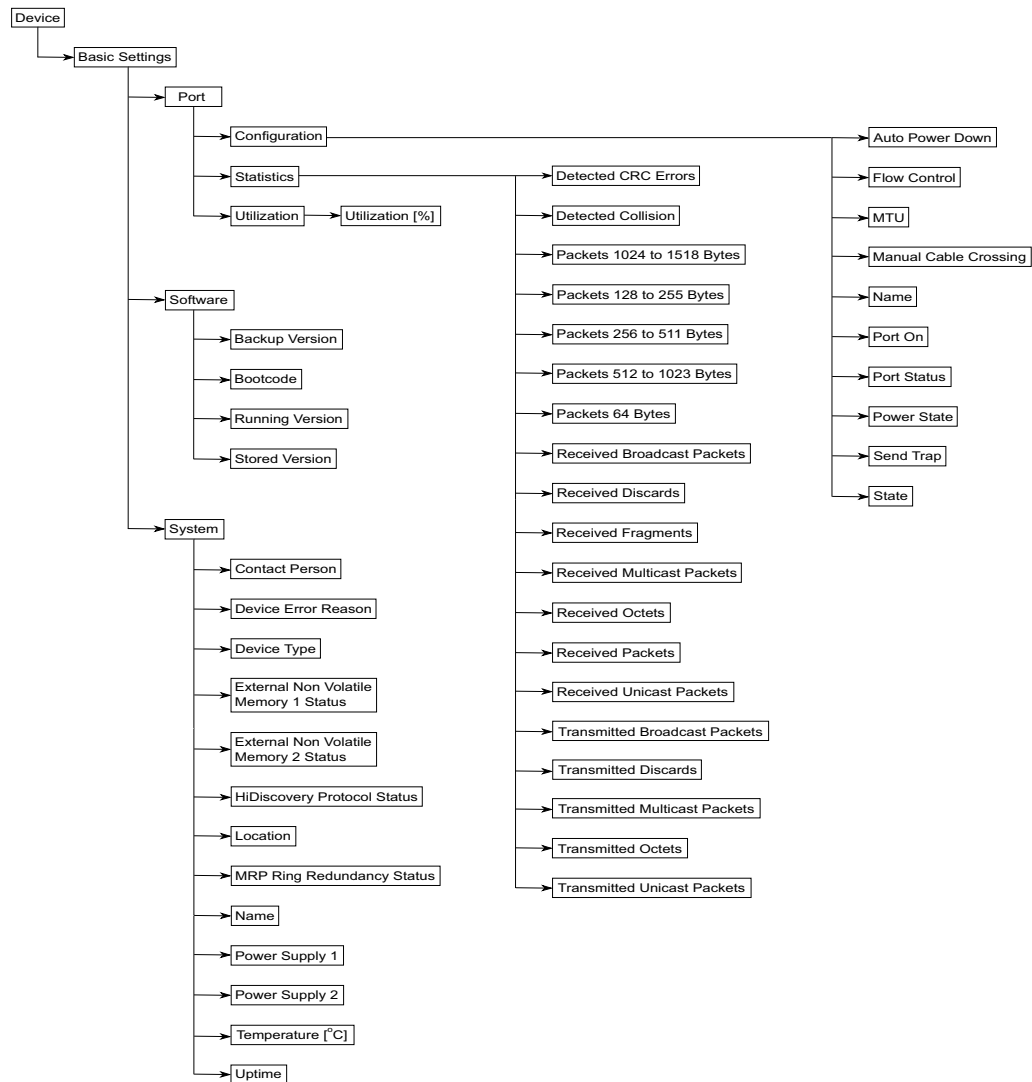 Device
Basic Settings
Port
Configuration
Statistics
Utilization
Utilization [%]
Auto Power Down
Flow Control
MTU
Manual Cable Crossing
Name
Port On
Port Status
Power State
Send Trap
State
Detected CRC Errors
Detected Collision
Packets 1024 to 1518 Bytes
Packets 128 to 255 Bytes
Packets 256 to 511 Bytes
Packets 512 to 1023 Bytes
Packets 64 Bytes
Received Broadcast Packets
Received Discards
Received Fragments
Received Multicast Packets
Received Octets
Received Packets
Received Unicast Packets
Transmitted Broadcast Packets
Transmitted Discards
Transmitted Multicast Packets
Transmitted Octets
Transmitted Unicast Packets
Software
Backup Version
Bootcode
Running Version
Stored Version
System
Contact Person
Device Error Reason
Device Type
External Non Volatile
Memory 1 Status
External Non Volatile
Memory 2 Status
HiDiscovery Protocol Status
Location
MRP Ring Redundancy Status
Name
Power Supply 1
Power Supply 2
Temperature [°C]
Uptime